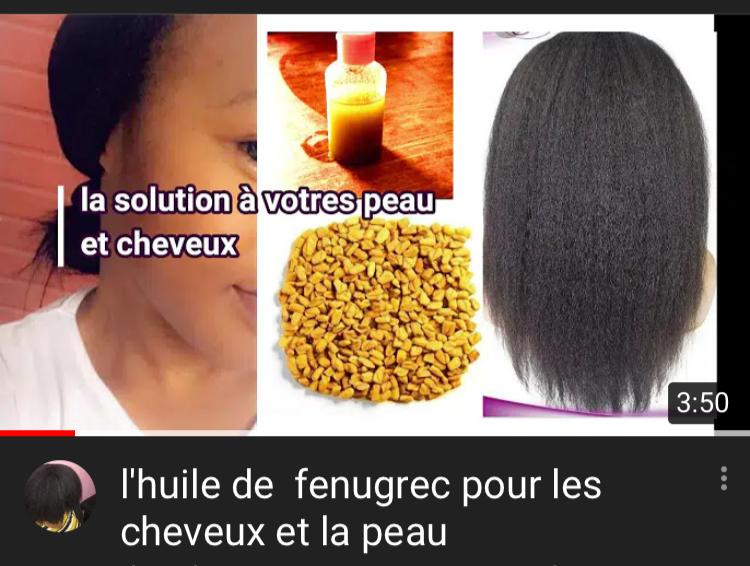 la solution à votres peau
et cheveux
3:50
l'huile de  fenugrec pour les
cheveux et la peau